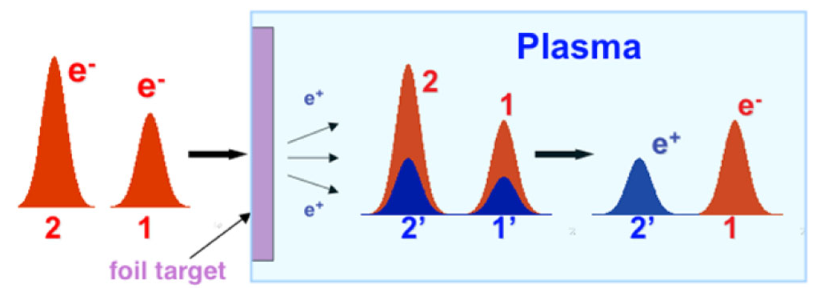 Plasma
e-
e-
2
1
foil target
e+
e+
2
1
2’
1’
e+
e-
2’
1